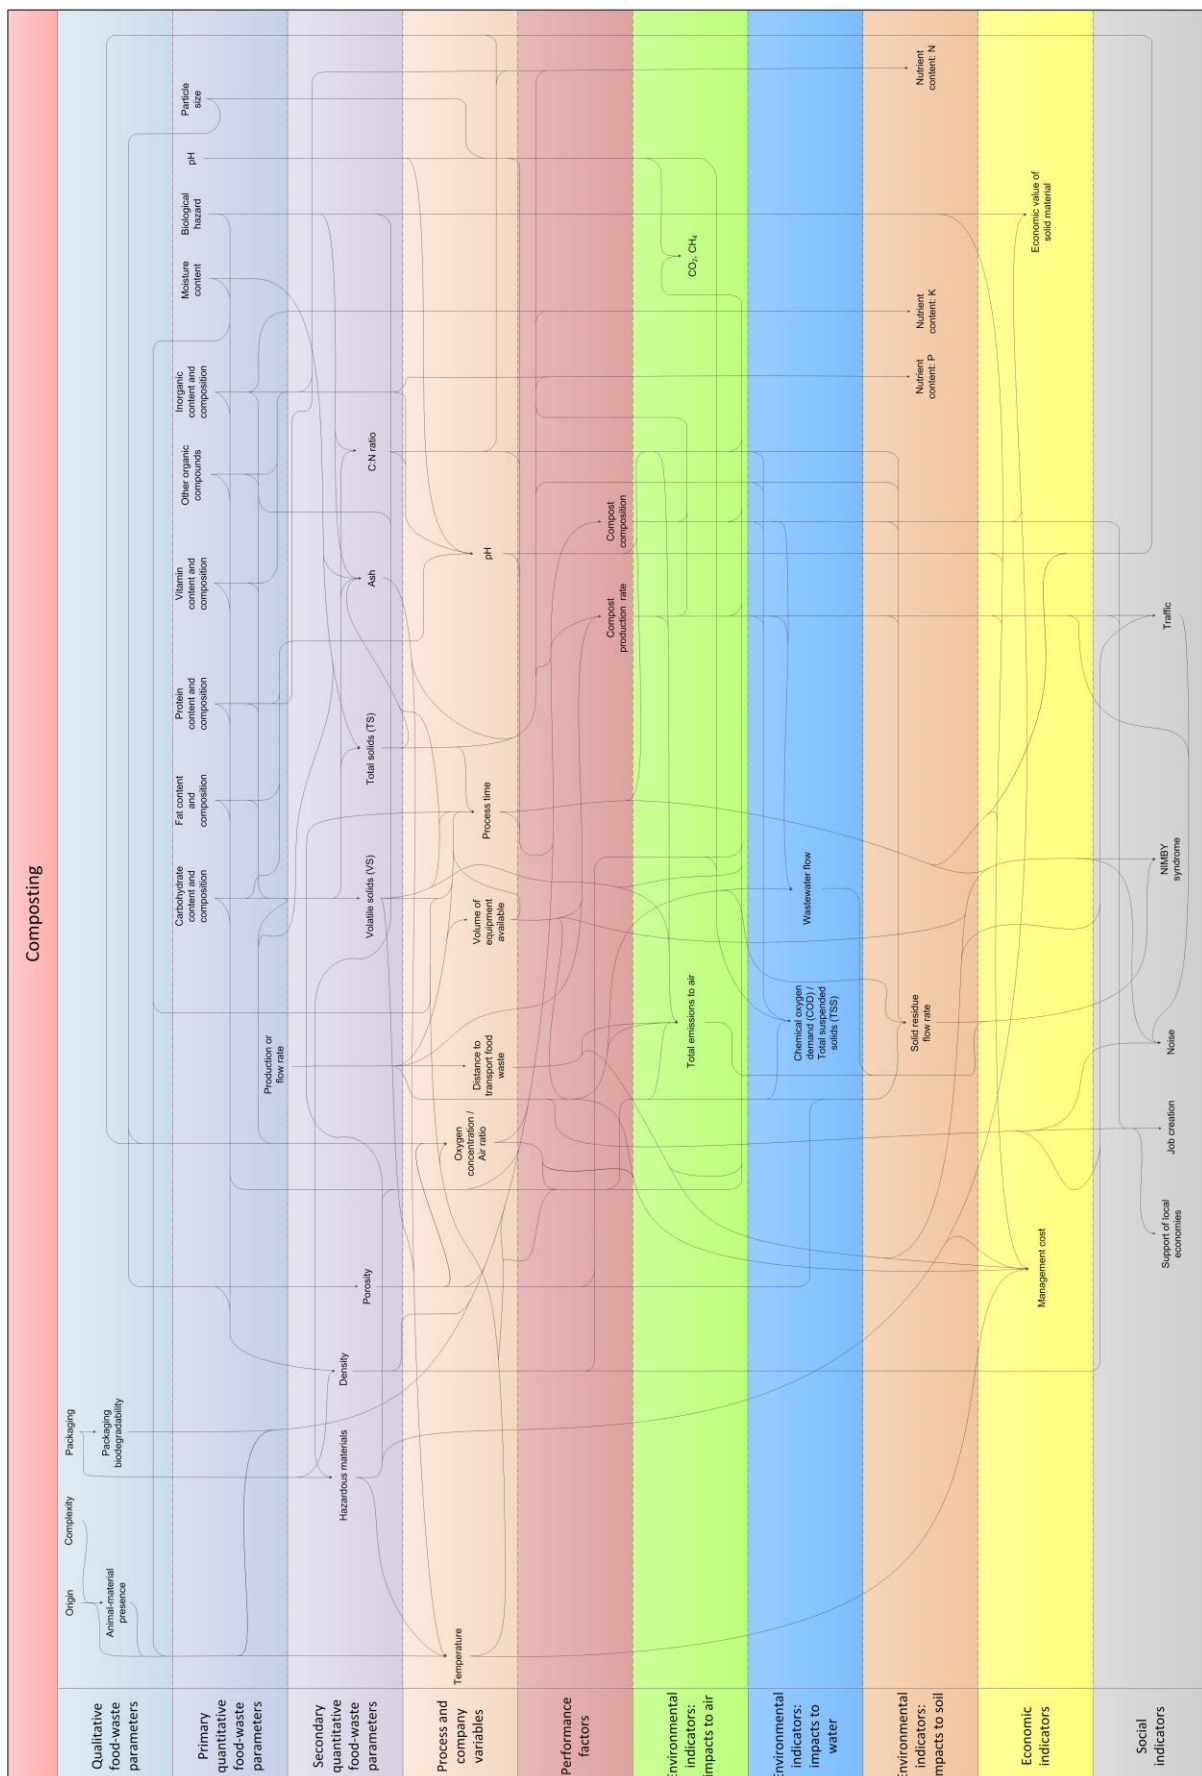 Composting
Qualitative
food-waste
parameters
Origin
Complexity
Packaging
Animal-material
presence
Packaging
biodegradability
Primary
quantitative
food-waste
parameters
Production or
flow rate
Carbohydrate
content and
composition
Fat content
and
composition
Protein
content and
composition
Vitamin
content and
composition
Other organic
compounds
Inorganic
content and
composition
Moisture
content
Biological
hazard
pH
Particle
size
Secondary
quantitative
food-waste
parameters
Hazardous materials
Density
Porosity
Volatile solids (VS)
Total solids (TS)
Ash
C:N ratio
Process and
company
variables
Temperature
Oxygen
concentration /
Air ratio
Distance to
transport food
waste
Volume of
equipment
available
Process time
pH
Performance
factors
Compost
production rate
Compost
composition
Environmental
indicators:
impacts to air
Total emissions to air
CO₂, CH₄
Environmental
indicators:
impacts to
water
Chemical oxygen
demand (COD) /
Total suspended
solids (TSS)
Wastewater flow
Environmental
indicators:
impacts to soil
Solid residue
flow rate
Nutrient
content: P
Nutrient
content: K
Nutrient
content: N
Economic
indicators
Management cost
Economic value of
solid material
Social
indicators
Support of local
economies
Job creation
Noise
NIMBY
syndrome
Traffic